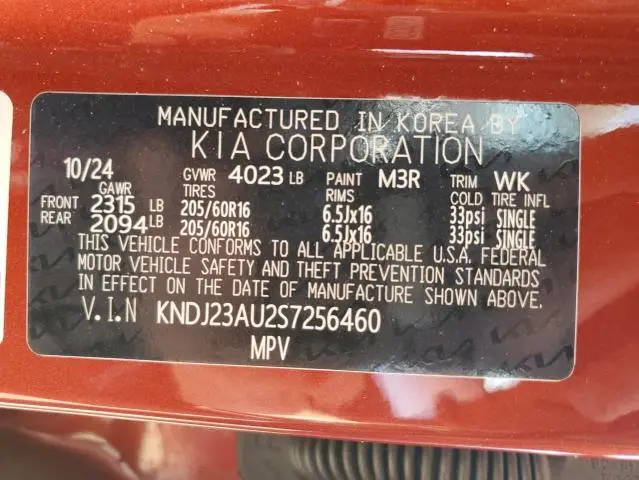 MANUFACTURED IN KOREA BY
KIA CORPORATION
10/24 GVWR 4023 LB PAINT M3R TRIM WK
GAWR TIRES RIMS COLD TIRE INFL
FRONT 2315 LB 205/60R16 6.5Jx16 33psi SINGLE
REAR 2094 LB 205/60R16 6.5Jx16 33psi SINGLE
THIS VEHICLE CONFORMS TO ALL APPLICABLE U.S.A. FEDERAL
MOTOR VEHICLE SAFETY AND THEFT PREVENTION STANDARDS
IN EFFECT ON THE DATE OF MANUFACTURE SHOWN ABOVE.
V.I.N KNDJ23AU2S7256460
MPV